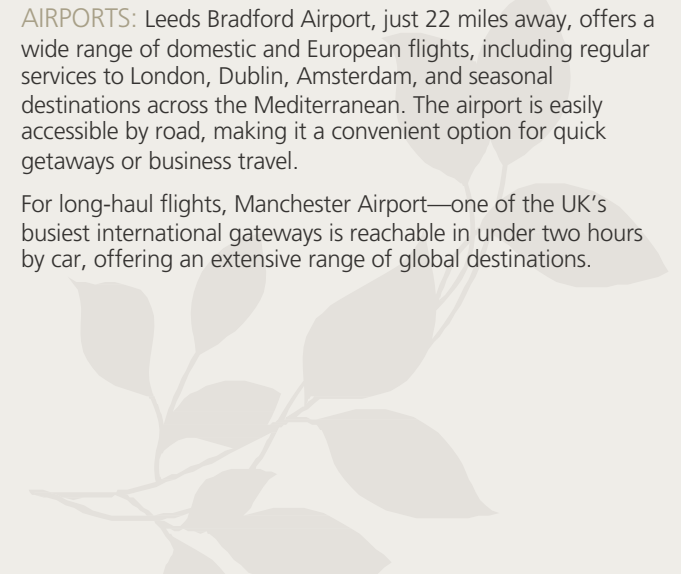 AIRPORTS: Leeds Bradford Airport, just 22 miles away, offers a
wide range of domestic and European flights, including regular
services to London, Dublin, Amsterdam, and seasonal
destinations across the Mediterranean. The airport is easily
accessible by road, making it a convenient option for quick
getaways or business travel.
For long-haul flights, Manchester Airport—one of the UK’s
busiest international gateways is reachable in under two hours
by car, offering an extensive range of global destinations.